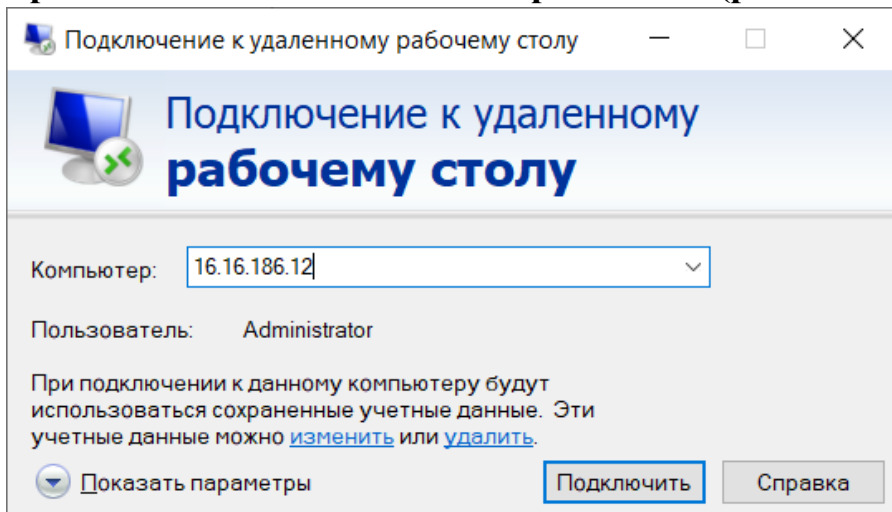 Подключение к удаленному рабочему столу
Подключение к удаленному
рабочему столу
Компьютер: 16.16.186.12
Пользователь: Administrator
При подключении к данному компьютеру будут
использоваться сохраненные учетные данные. Эти
учетные данные можно изменить или удалить.
Показать параметры Подключить Справка